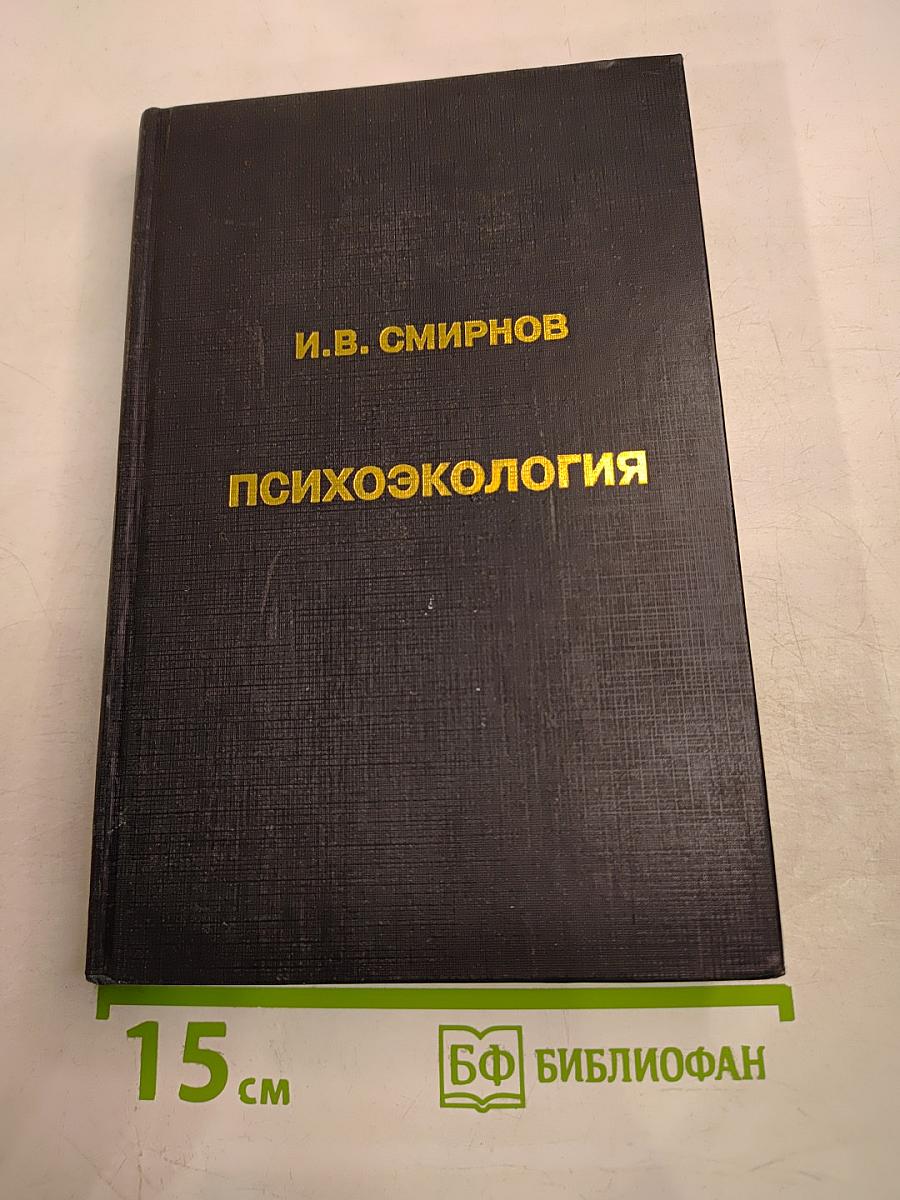 И.В. СМИРНОВ
ПСИХОЭКОЛОГИЯ
15 см
БФ БИБЛИОФАН